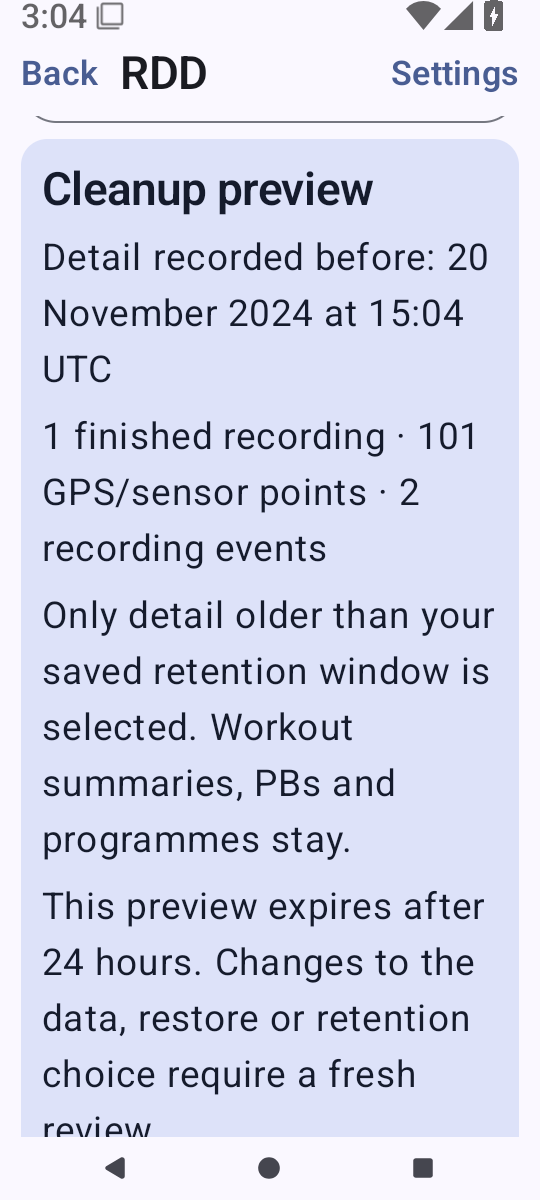 3:04
Back RDD Settings
Cleanup preview
Detail recorded before: 20
November 2024 at 15:04
UTC
1 finished recording · 101
GPS/sensor points · 2
recording events
Only detail older than your
saved retention window is
selected. Workout
summaries, PBs and
programmes stay.
This preview expires after
24 hours. Changes to the
data, restore or retention
choice require a fresh
review.